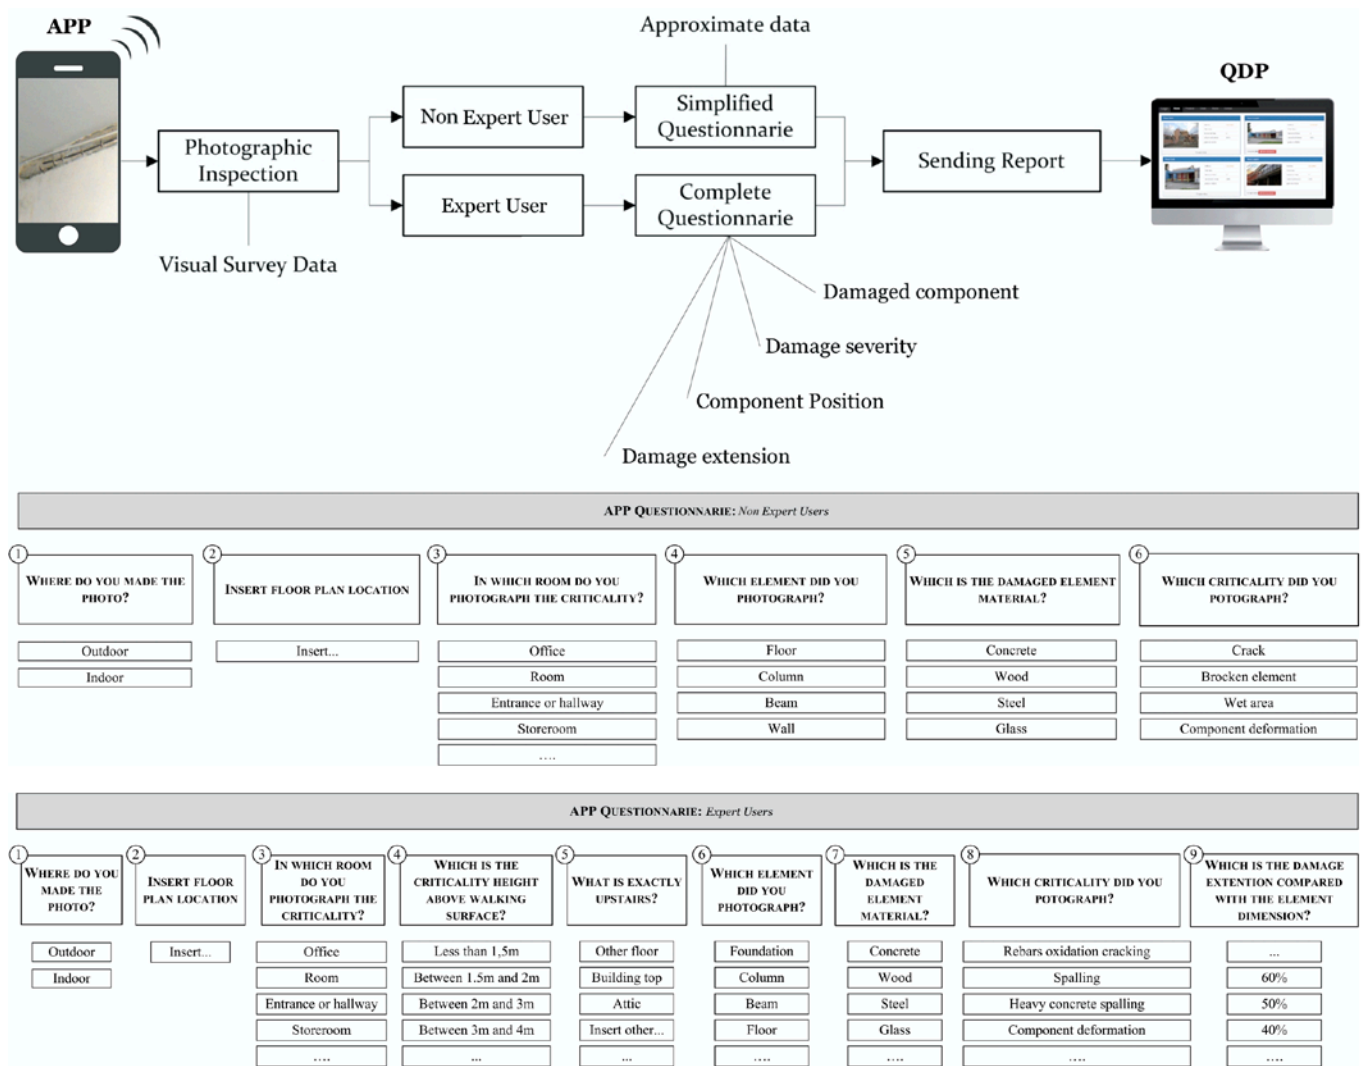 APP
Approximate data
QDP
Non Expert User
Simplified
Questionnarie
Photographic
Inspection
Sending Report
Expert User
Complete
Questionnarie
Visual Survey Data
Damaged component
Damage severity
Component Position
Damage extension
APP QUESTIONNARIE: Non Expert Users
1
WHERE DO YOU MADE THE
PHOTO?
Outdoor
Indoor
2
INSERT FLOOR PLAN LOCATION
Insert...
3
IN WHICH ROOM DO YOU
PHOTOGRAPH THE CRITICALITY?
Office
Room
Entrance or hallway
Storeroom
....
4
WHICH ELEMENT DID YOU
PHOTOGRAPH?
Floor
Column
Beam
Wall
5
WHICH IS THE DAMAGED ELEMENT
MATERIAL?
Concrete
Wood
Steel
Glass
6
WHICH CRITICALITY DID YOU
POTOGRAPH?
Crack
Brocken element
Wet area
Component deformation
APP QUESTIONNARIE: Expert Users
1
WHERE DO YOU
MADE THE
PHOTO?
Outdoor
Indoor
2
INSERT FLOOR
PLAN LOCATION
Insert...
3
IN WHICH ROOM
DO YOU
PHOTOGRAPH THE
CRITICALITY?
Office
Room
Entrance or hallway
Storeroom
....
4
WHICH IS THE
CRITICALITY HEIGHT
ABOVE WALKING
SURFACE?
Less than 1,5m
Between 1.5m and 2m
Between 2m and 3m
Between 3m and 4m
...
5
WHAT IS EXACTLY
UPSTAIRS?
Other floor
Building top
Attic
Insert other...
...
6
WHICH ELEMENT
DID YOU
PHOTOGRAPH?
Foundation
Column
Beam
Floor
....
7
WHICH IS THE
DAMAGED
ELEMENT
MATERIAL?
Concrete
Wood
Steel
Glass
....
8
WHICH CRITICALITY DID YOU
POTOGRAPH?
Rebars oxidation cracking
Spalling
Heavy concrete spalling
Component deformation
....
9
WHICH IS THE DAMAGE
EXTENTION COMPARED
WITH THE ELEMENT
DIMENSION?
...
60%
50%
40%
....